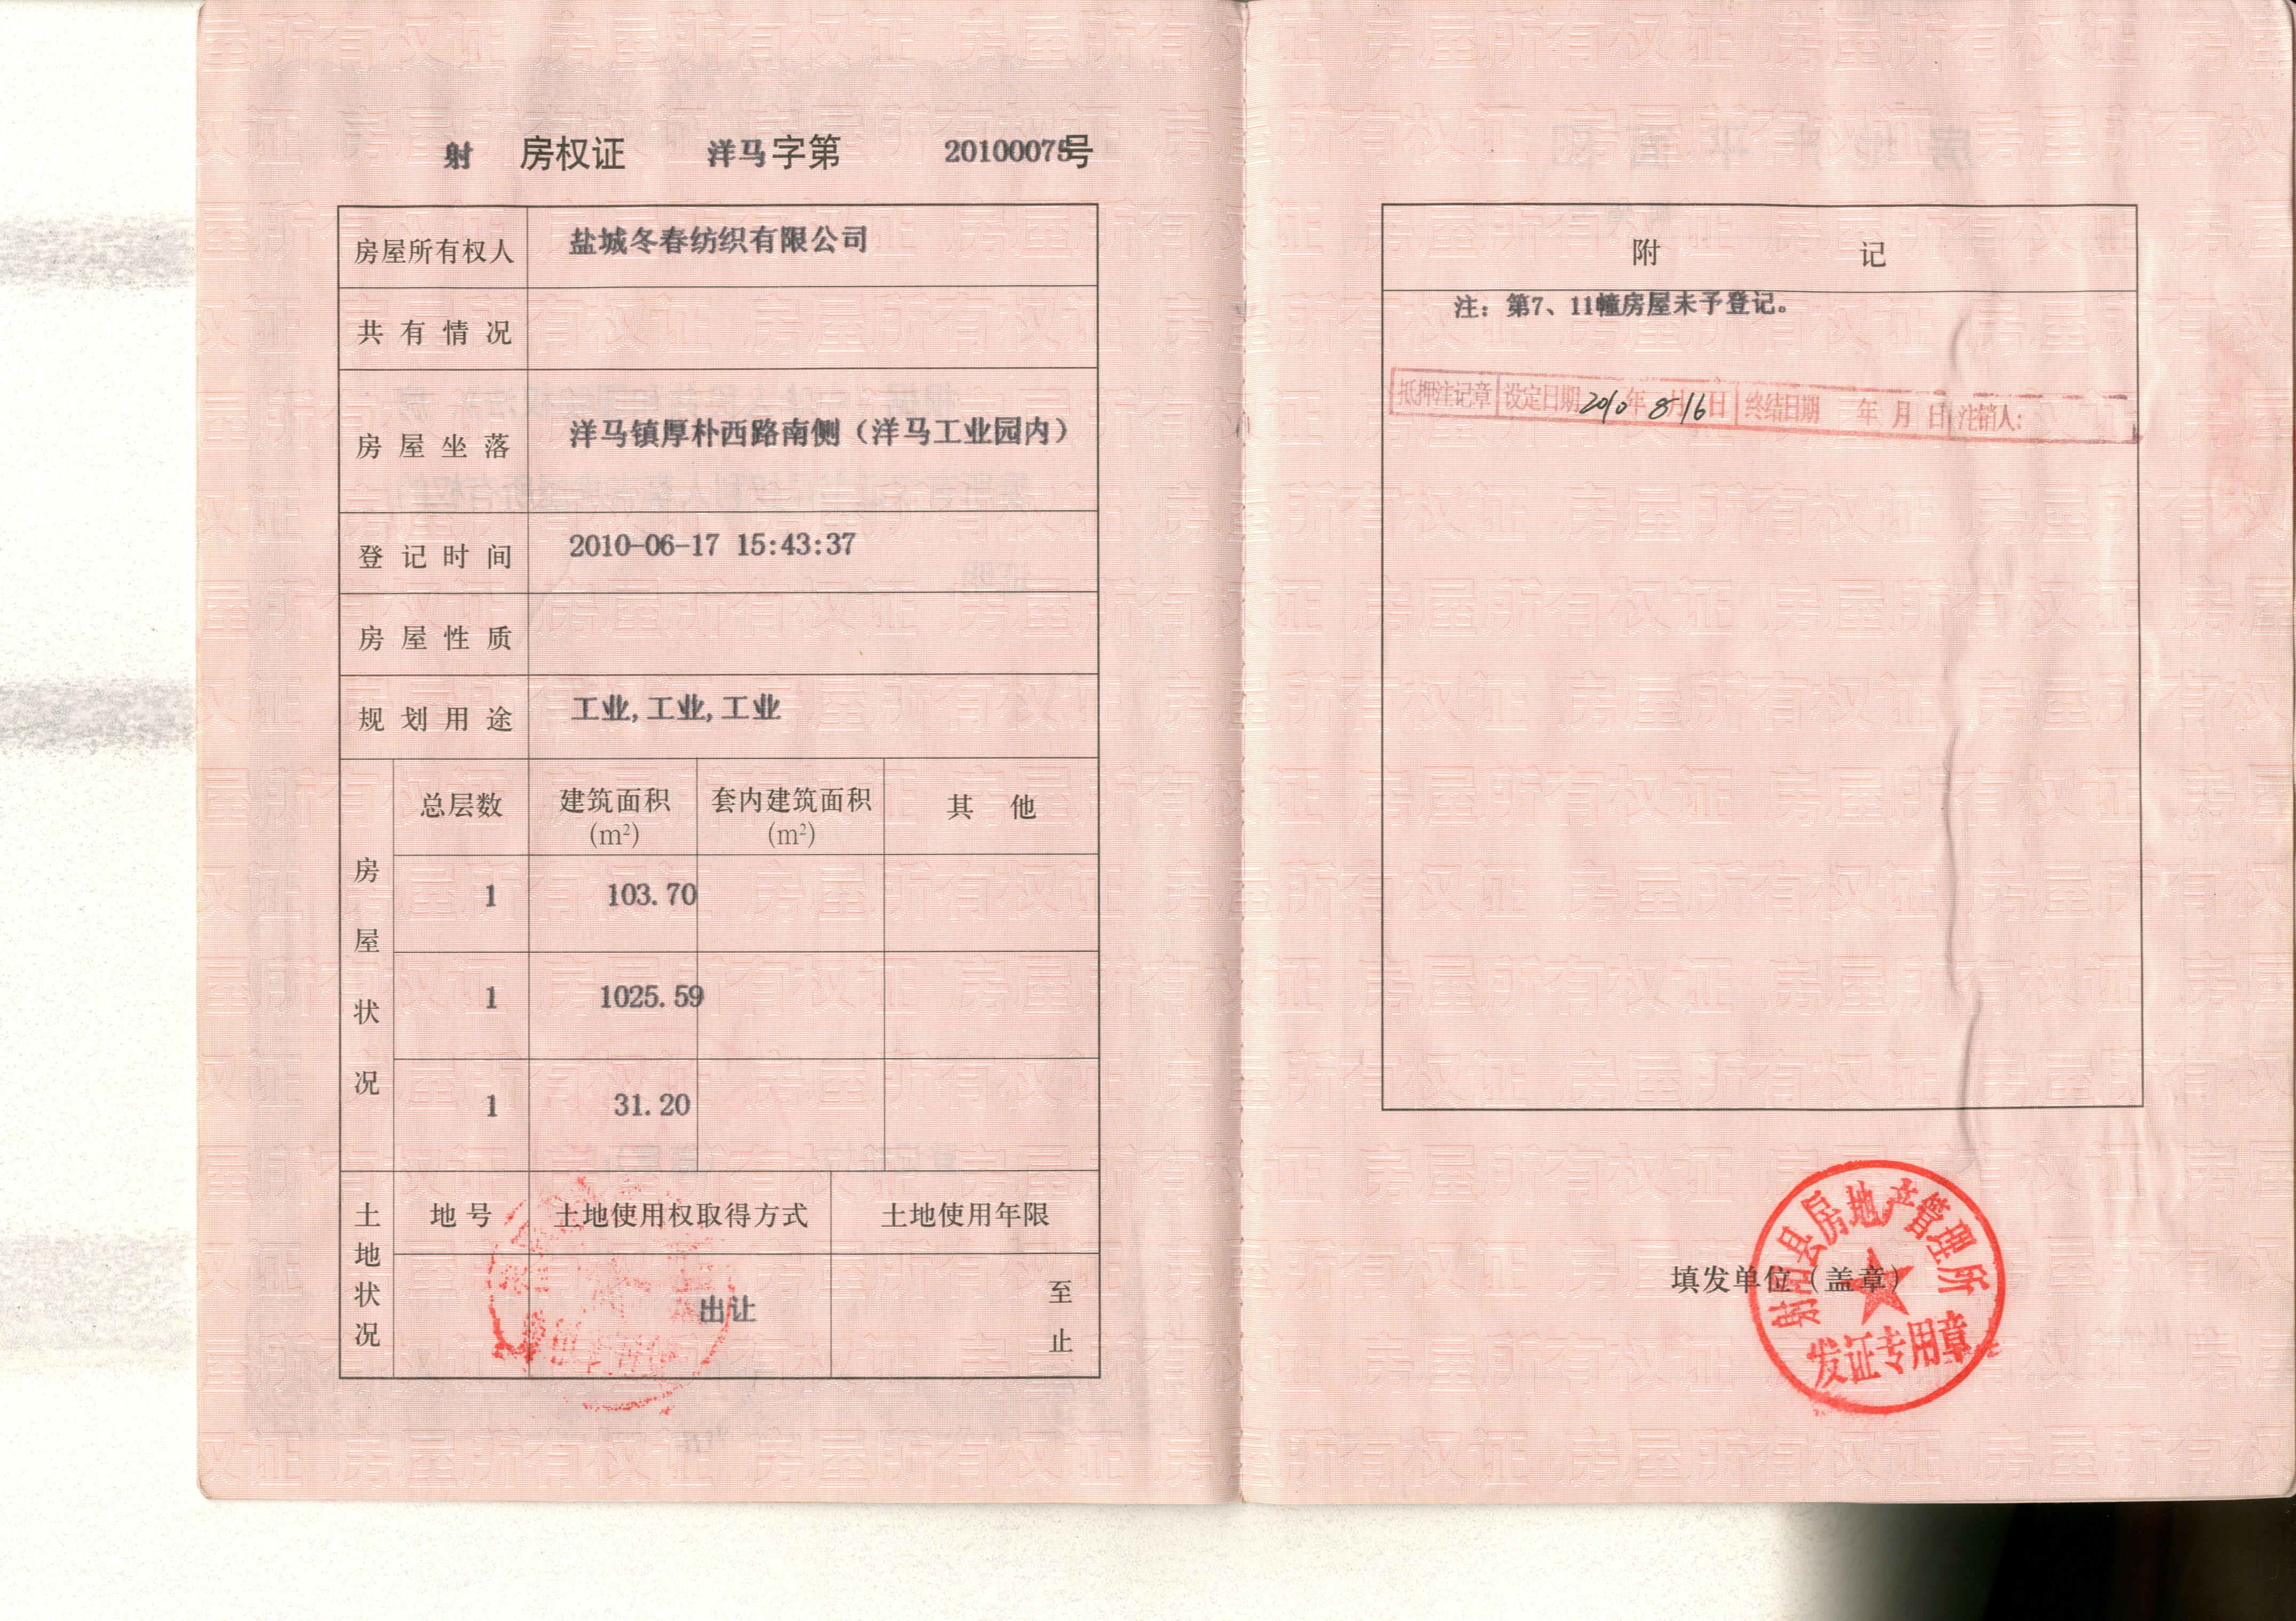 射 房权证 洋马字第 20100075号
房屋所有权人 盐城冬春纺织有限公司
共有情况
房屋坐落 洋马镇厚朴西路南侧（洋马工业园内）
登记时间 2010-06-17 15:43:37
房屋性质
规划用途 工业,工业,工业
房屋状况
总层数 建筑面积(m²) 套内建筑面积(m²) 其他
1 103.70
1 1025.59
1 31.20
土地状况
地号 土地使用权取得方式 土地使用年限
出让 至
止
附记
注：第7、11幢房屋未予登记。
抵押注记章 设定日期 2010年8月16日 终结日期 年 月 日 注销人:
填发单位（盖章）
射阳县房地产管理所
发证专用章